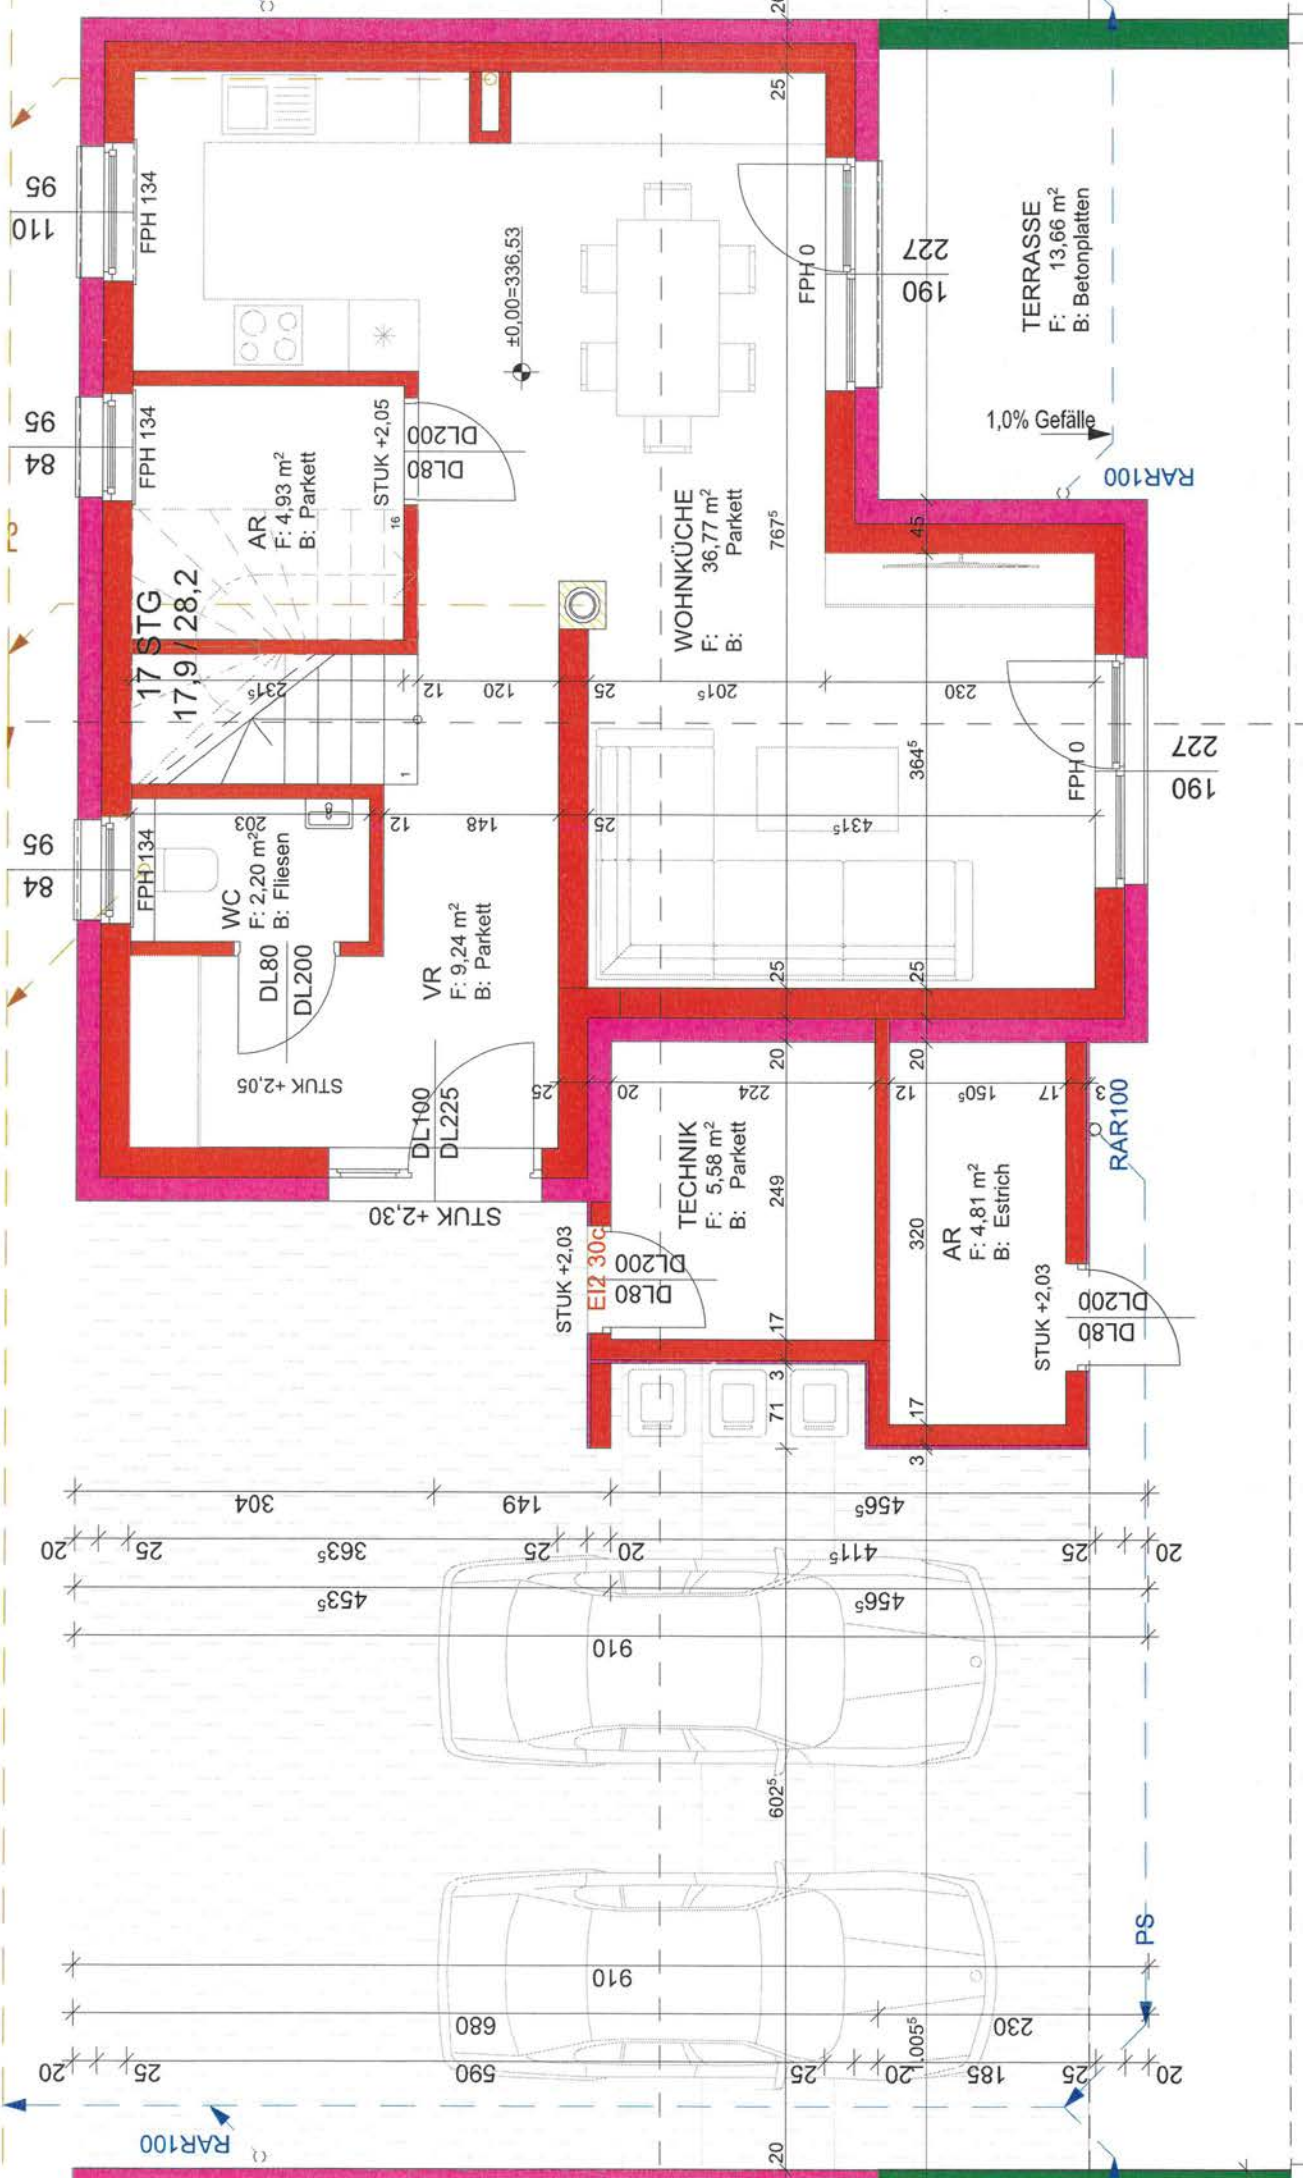 95
110
FPH 134
95
84
FPH 134
95
84
FPH 134
AR
F: 4,93 m²
B: Parkett
STUK +2,05
DL80
DL200
16
17 STG
17,9 / 28,2
1
±0,00=336,53
WOHNKÜCHE
F: 36,77 m²
B: Parkett
FPH 0
190
227
TERRASSE
F: 13,66 m²
B: Betonplatten
1,0% Gefälle
RAR100
25
767⁵
45
231⁵
12
120
25
201⁵
230
364⁵
FPH 0
190
227
203
12
148
25
431⁵
WC
F: 2,20 m²
B: Fliesen
DL80
DL200
STUK +2,05
VR
F: 9,24 m²
B: Parkett
DL100
DL225
STUK +2,30
25
25
20
20
25
20
224
12
150⁵
17
3
RAR100
TECHNIK
F: 5,58 m²
B: Parkett
249
STUK +2,03
EI2 30c
DL80
DL200
AR
F: 4,81 m²
B: Estrich
320
STUK +2,03
DL80
DL200
17
3
71
17
3
304
149
456⁵
20
25
363⁵
25
20
411⁵
25
20
453⁵
456⁵
910
602⁵
910
680
230
1.005⁵
20
25
590
25
20
185
25
20
PS
RAR100
20